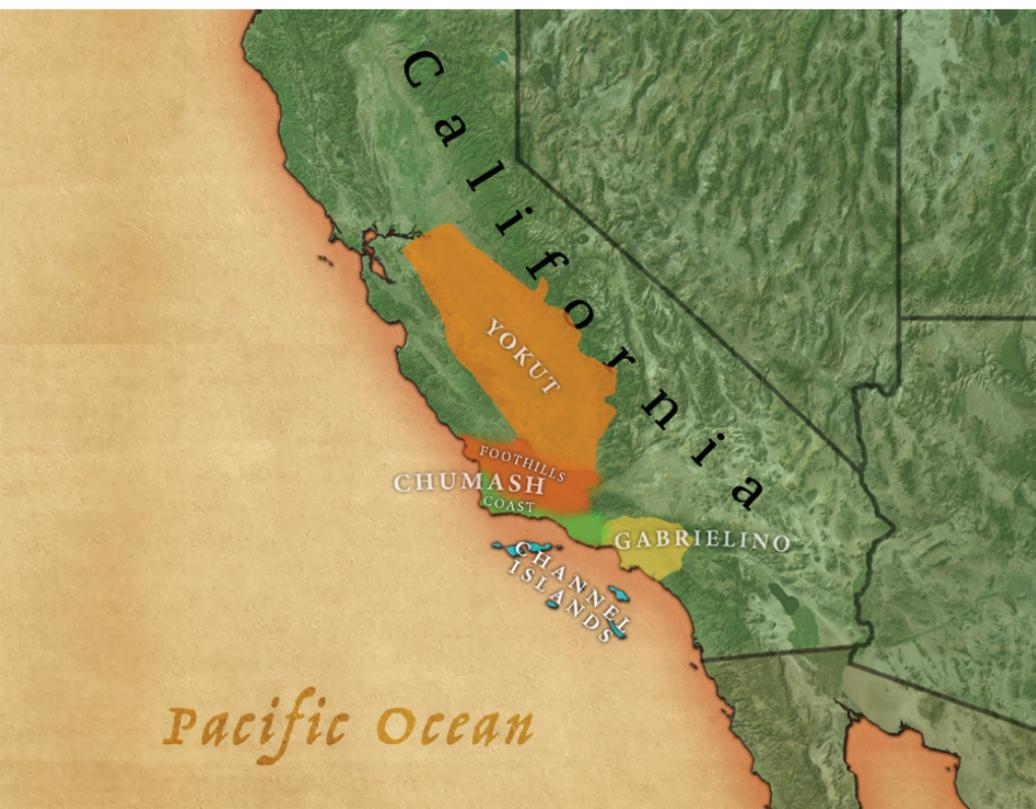 California
YOKUT
FOOTHILLS
CHUMASH
COAST
GABRIELINO
CHANNEL
ISLANDS
Pacific Ocean